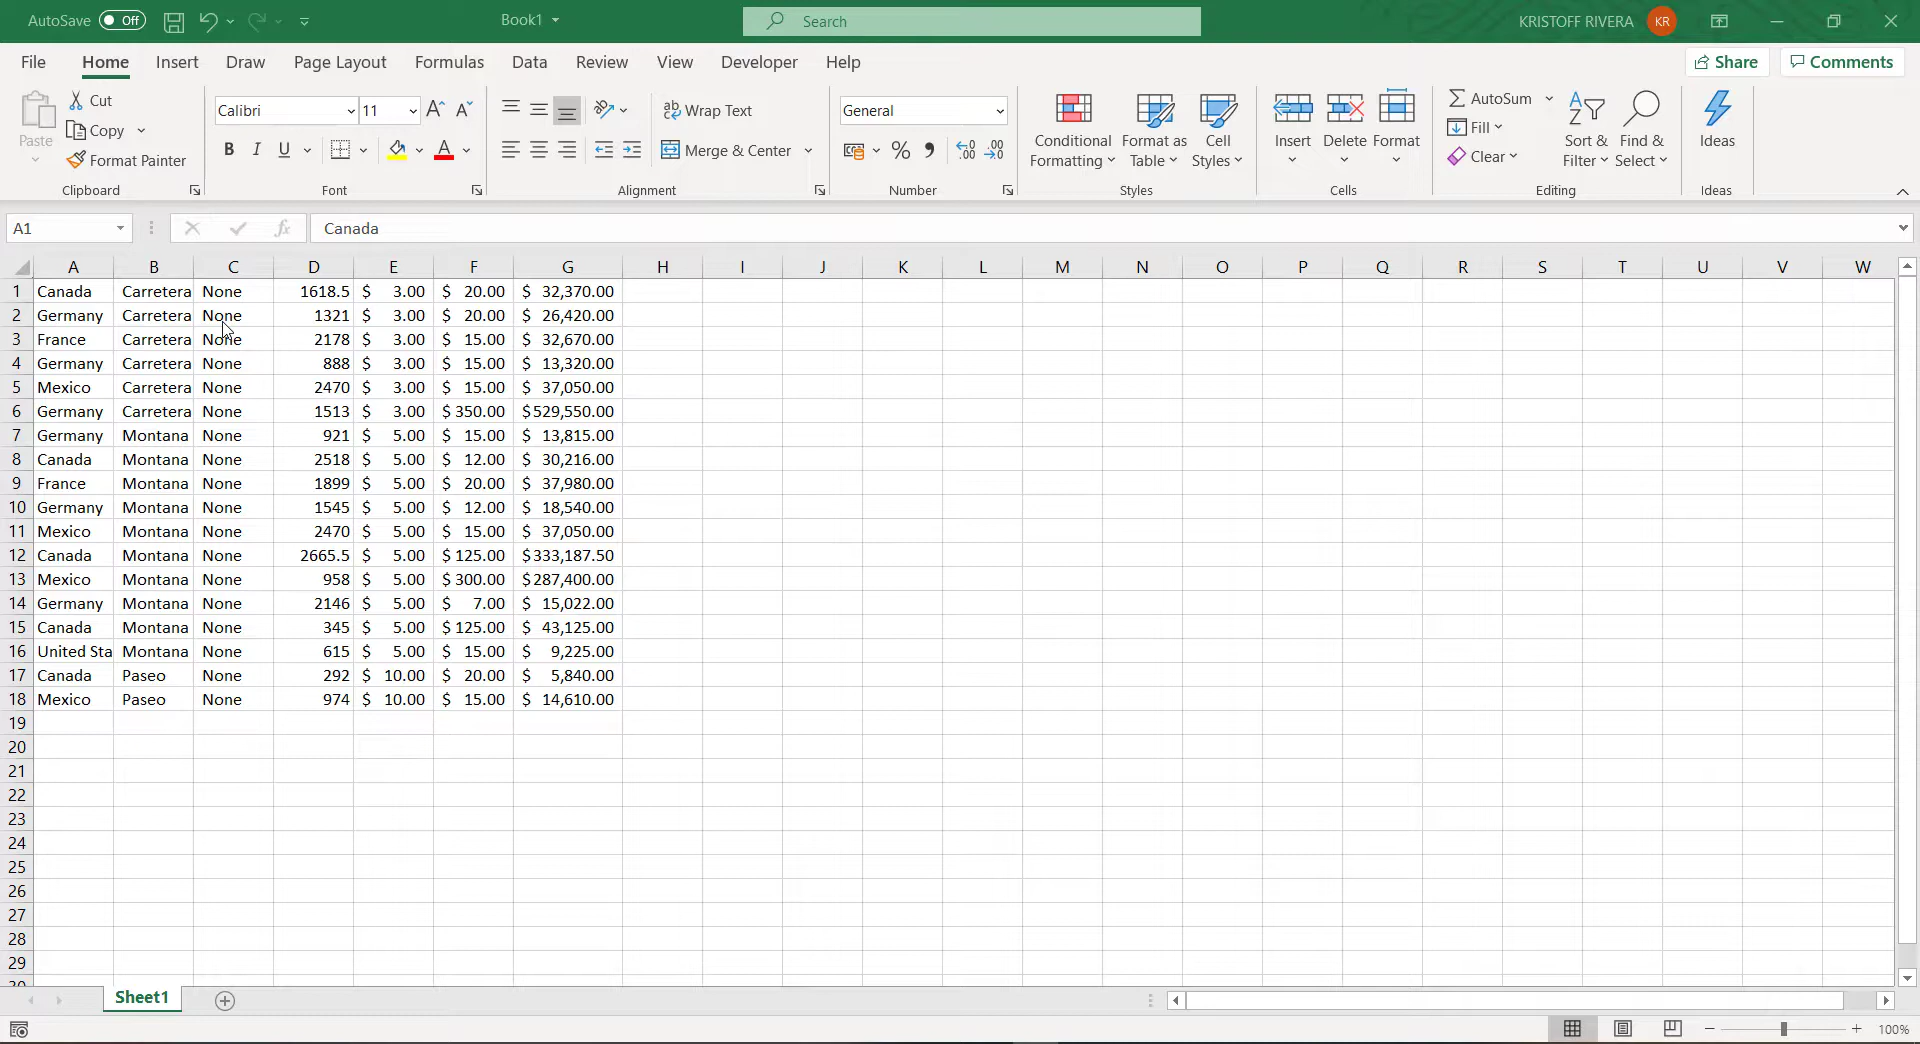 AutoSave Off Book1 Search KRISTOFF RIVERA KR
File Home Insert Draw Page Layout Formulas Data Review View Developer Help Share Comments
Paste Cut Copy Format Painter Clipboard
Calibri 11 B I U A Font
ab Wrap Text Merge & Center Alignment
General % Number
Conditional Formatting Format as Table Cell Styles Styles
Insert Delete Format Cells
AutoSum Fill Clear Sort & Filter Find & Select Editing
Ideas Ideas
A1 fx Canada
A B C D E F G H I J K L M N O P Q R S T U V W
1 Canada Carretera None 1618.5 $ 3.00 $ 20.00 $ 32,370.00
2 Germany Carretera None 1321 $ 3.00 $ 20.00 $ 26,420.00
3 France Carretera None 2178 $ 3.00 $ 15.00 $ 32,670.00
4 Germany Carretera None 888 $ 3.00 $ 15.00 $ 13,320.00
5 Mexico Carretera None 2470 $ 3.00 $ 15.00 $ 37,050.00
6 Germany Carretera None 1513 $ 3.00 $ 350.00 $529,550.00
7 Germany Montana None 921 $ 5.00 $ 15.00 $ 13,815.00
8 Canada Montana None 2518 $ 5.00 $ 12.00 $ 30,216.00
9 France Montana None 1899 $ 5.00 $ 20.00 $ 37,980.00
10 Germany Montana None 1545 $ 5.00 $ 12.00 $ 18,540.00
11 Mexico Montana None 2470 $ 5.00 $ 15.00 $ 37,050.00
12 Canada Montana None 2665.5 $ 5.00 $ 125.00 $333,187.50
13 Mexico Montana None 958 $ 5.00 $ 300.00 $287,400.00
14 Germany Montana None 2146 $ 5.00 $ 7.00 $ 15,022.00
15 Canada Montana None 345 $ 5.00 $ 125.00 $ 43,125.00
16 United Sta Montana None 615 $ 5.00 $ 15.00 $ 9,225.00
17 Canada Paseo None 292 $ 10.00 $ 20.00 $ 5,840.00
18 Mexico Paseo None 974 $ 10.00 $ 15.00 $ 14,610.00
19
20
21
22
23
24
25
26
27
28
29
30
Sheet1
100%